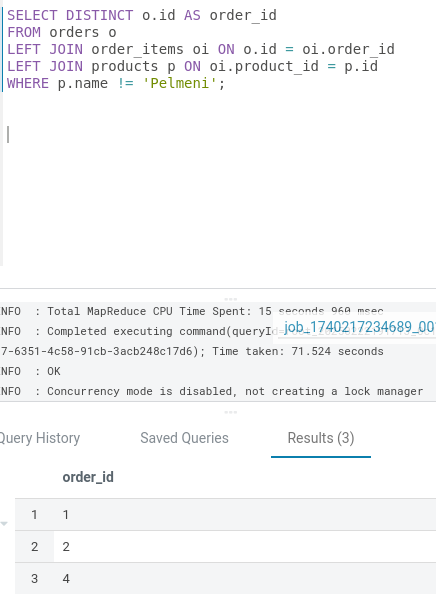 SELECT DISTINCT o.id AS order_id
FROM orders o
LEFT JOIN order_items oi ON o.id = oi.order_id
LEFT JOIN products p ON oi.product_id = p.id
WHERE p.name != 'Pelmeni';
NFO : Total MapReduce CPU Time Spent: 15 seconds 960 msec
NFO : Completed executing command(queryId
job_1740217234689_00
7-6351-4c58-91cb-3acb248c17d6); Time taken: 71.524 seconds
NFO : OK
NFO : Concurrency mode is disabled, not creating a lock manager
Query History Saved Queries Results (3)
order_id
1 1
2 2
3 4